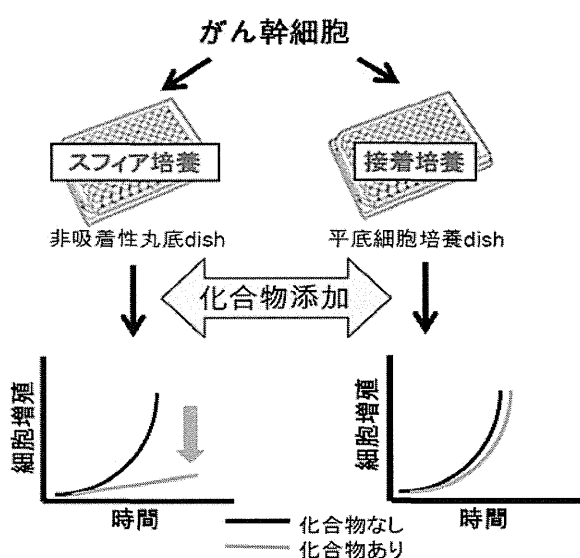 がん幹細胞
スフィア培養
接着培養
非吸着性丸底dish
平底細胞培養dish
化合物添加
細胞増殖
時間
細胞増殖
時間
化合物なし
化合物あり